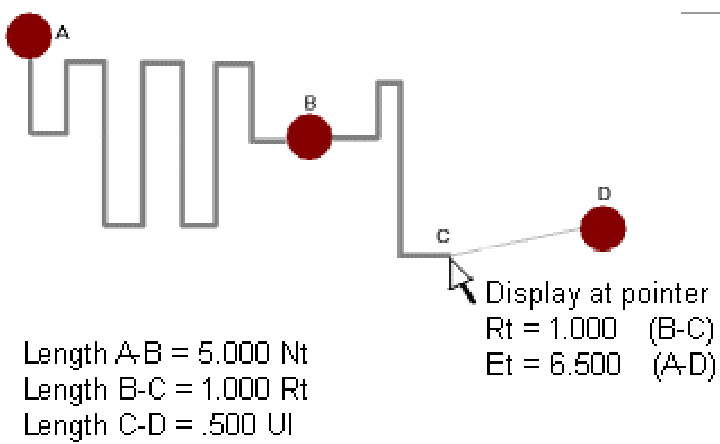 A
B
D
C
Display at pointer
Rt = 1.000 (B-C)
Et = 6.500 (A-D)
Length A-B = 5.000 Nt
Length B-C = 1.000 Rt
Length C-D = .500 Ul